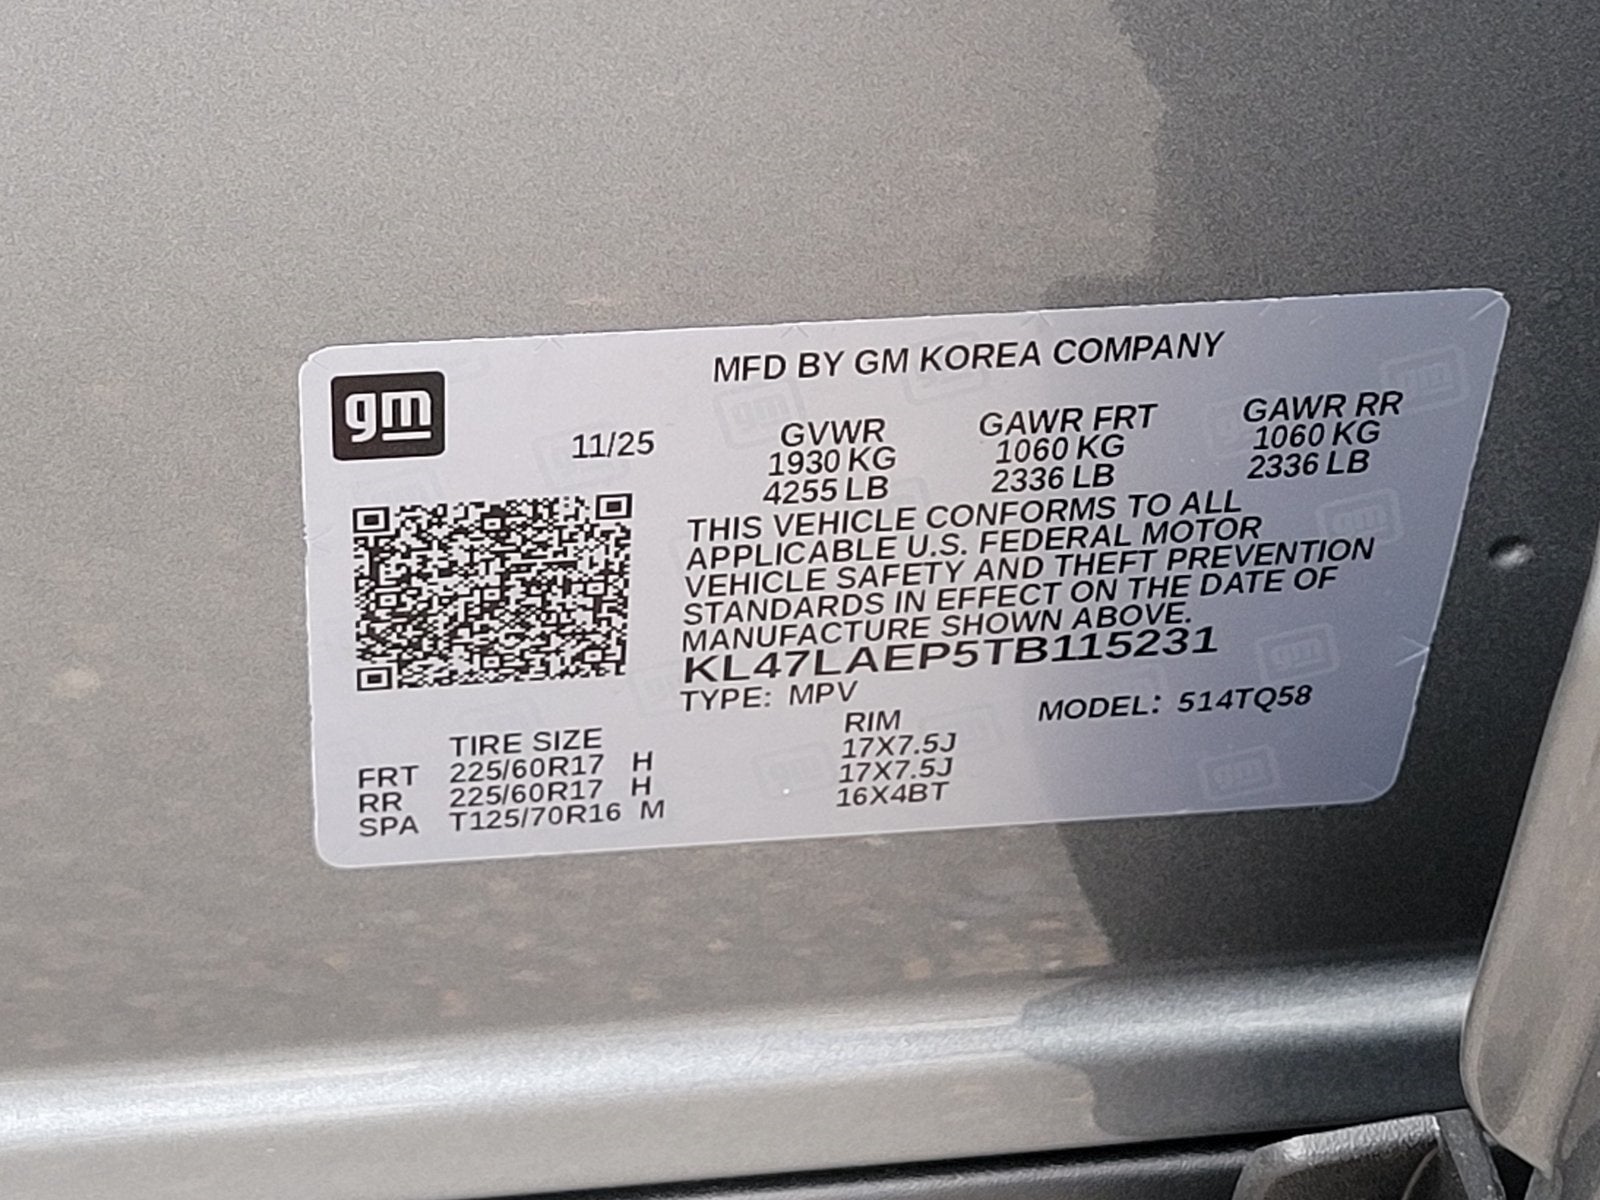 MFD BY GM KOREA COMPANY
gm
11/25
GVWR GAWR FRT GAWR RR
1930 KG 1060 KG 1060 KG
4255 LB 2336 LB 2336 LB
THIS VEHICLE CONFORMS TO ALL
APPLICABLE U.S. FEDERAL MOTOR
VEHICLE SAFETY AND THEFT PREVENTION
STANDARDS IN EFFECT ON THE DATE OF
MANUFACTURE SHOWN ABOVE.
KL47LAEP5TB115231
TYPE: MPV MODEL: 514TQ58
TIRE SIZE RIM
FRT 225/60R17 H 17X7.5J
RR 225/60R17 H 17X7.5J
SPA T125/70R16 M 16X4BT